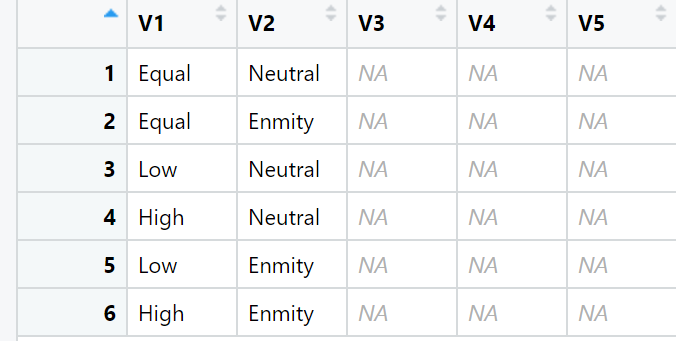 V1 V2 V3 V4 V5
1 Equal Neutral NA NA NA
2 Equal Enmity NA NA NA
3 Low Neutral NA NA NA
4 High Neutral NA NA NA
5 Low Enmity NA NA NA
6 High Enmity NA NA NA